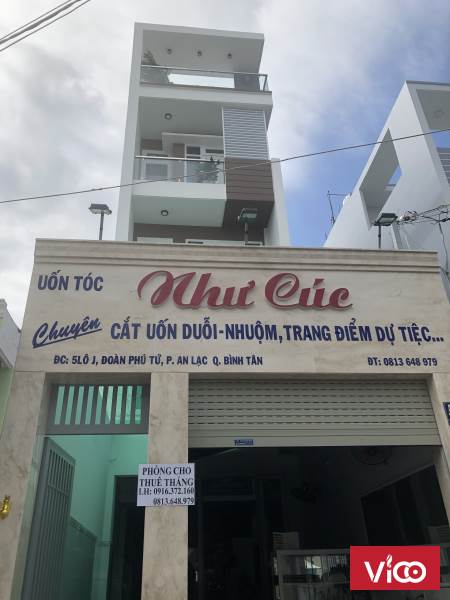 UỐN TÓC
Như Cúc
Chuyên CẮT UỐN DUỖI-NHUỘM, TRANG ĐIỂM DỰ TIỆC...
ĐC: 5LÔ J, ĐOÀN PHÚ TỨ, P. AN LẠC Q. BÌNH TÂN ĐT: 0813 648 979
PHÒNG CHO
THUÊ THÁNG
LH: 0916.372.160
0813.648.979
ViCO